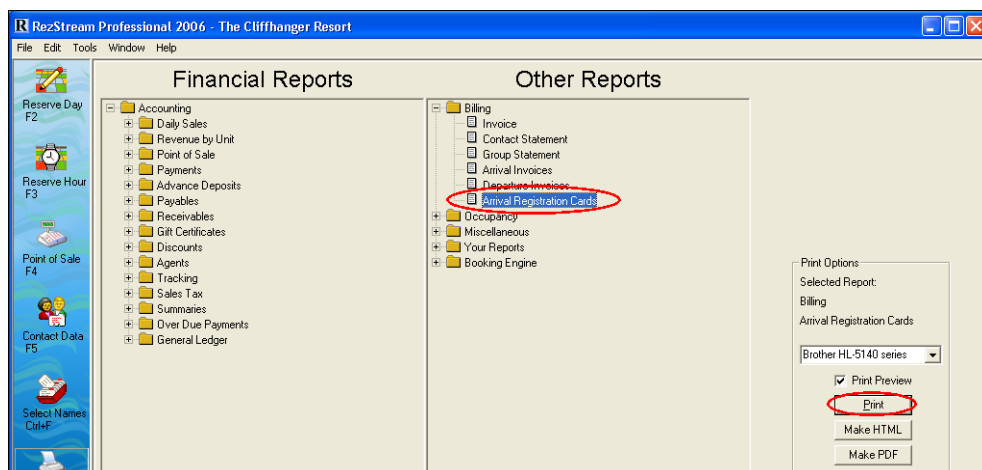 RezStream Professional 2006 - The Cliffhanger Resort
File Edit Tools Window Help
Reserve Day
F2
Reserve Hour
F3
Point of Sale
F4
Contact Data
F5
Select Names
Ctrl+F
Financial Reports
Accounting
Daily Sales
Revenue by Unit
Point of Sale
Payments
Advance Deposits
Payables
Receivables
Gift Certificates
Discounts
Agents
Tracking
Sales Tax
Summaries
Over Due Payments
General Ledger
Other Reports
Billing
Invoice
Contact Statement
Group Statement
Arrival Invoices
Departure Invoices
Arrival Registration Cards
Occupancy
Miscellaneous
Your Reports
Booking Engine
Print Options
Selected Report:
Billing
Arrival Registration Cards
Brother HL-5140 series
Print Preview
Print
Make HTML
Make PDF